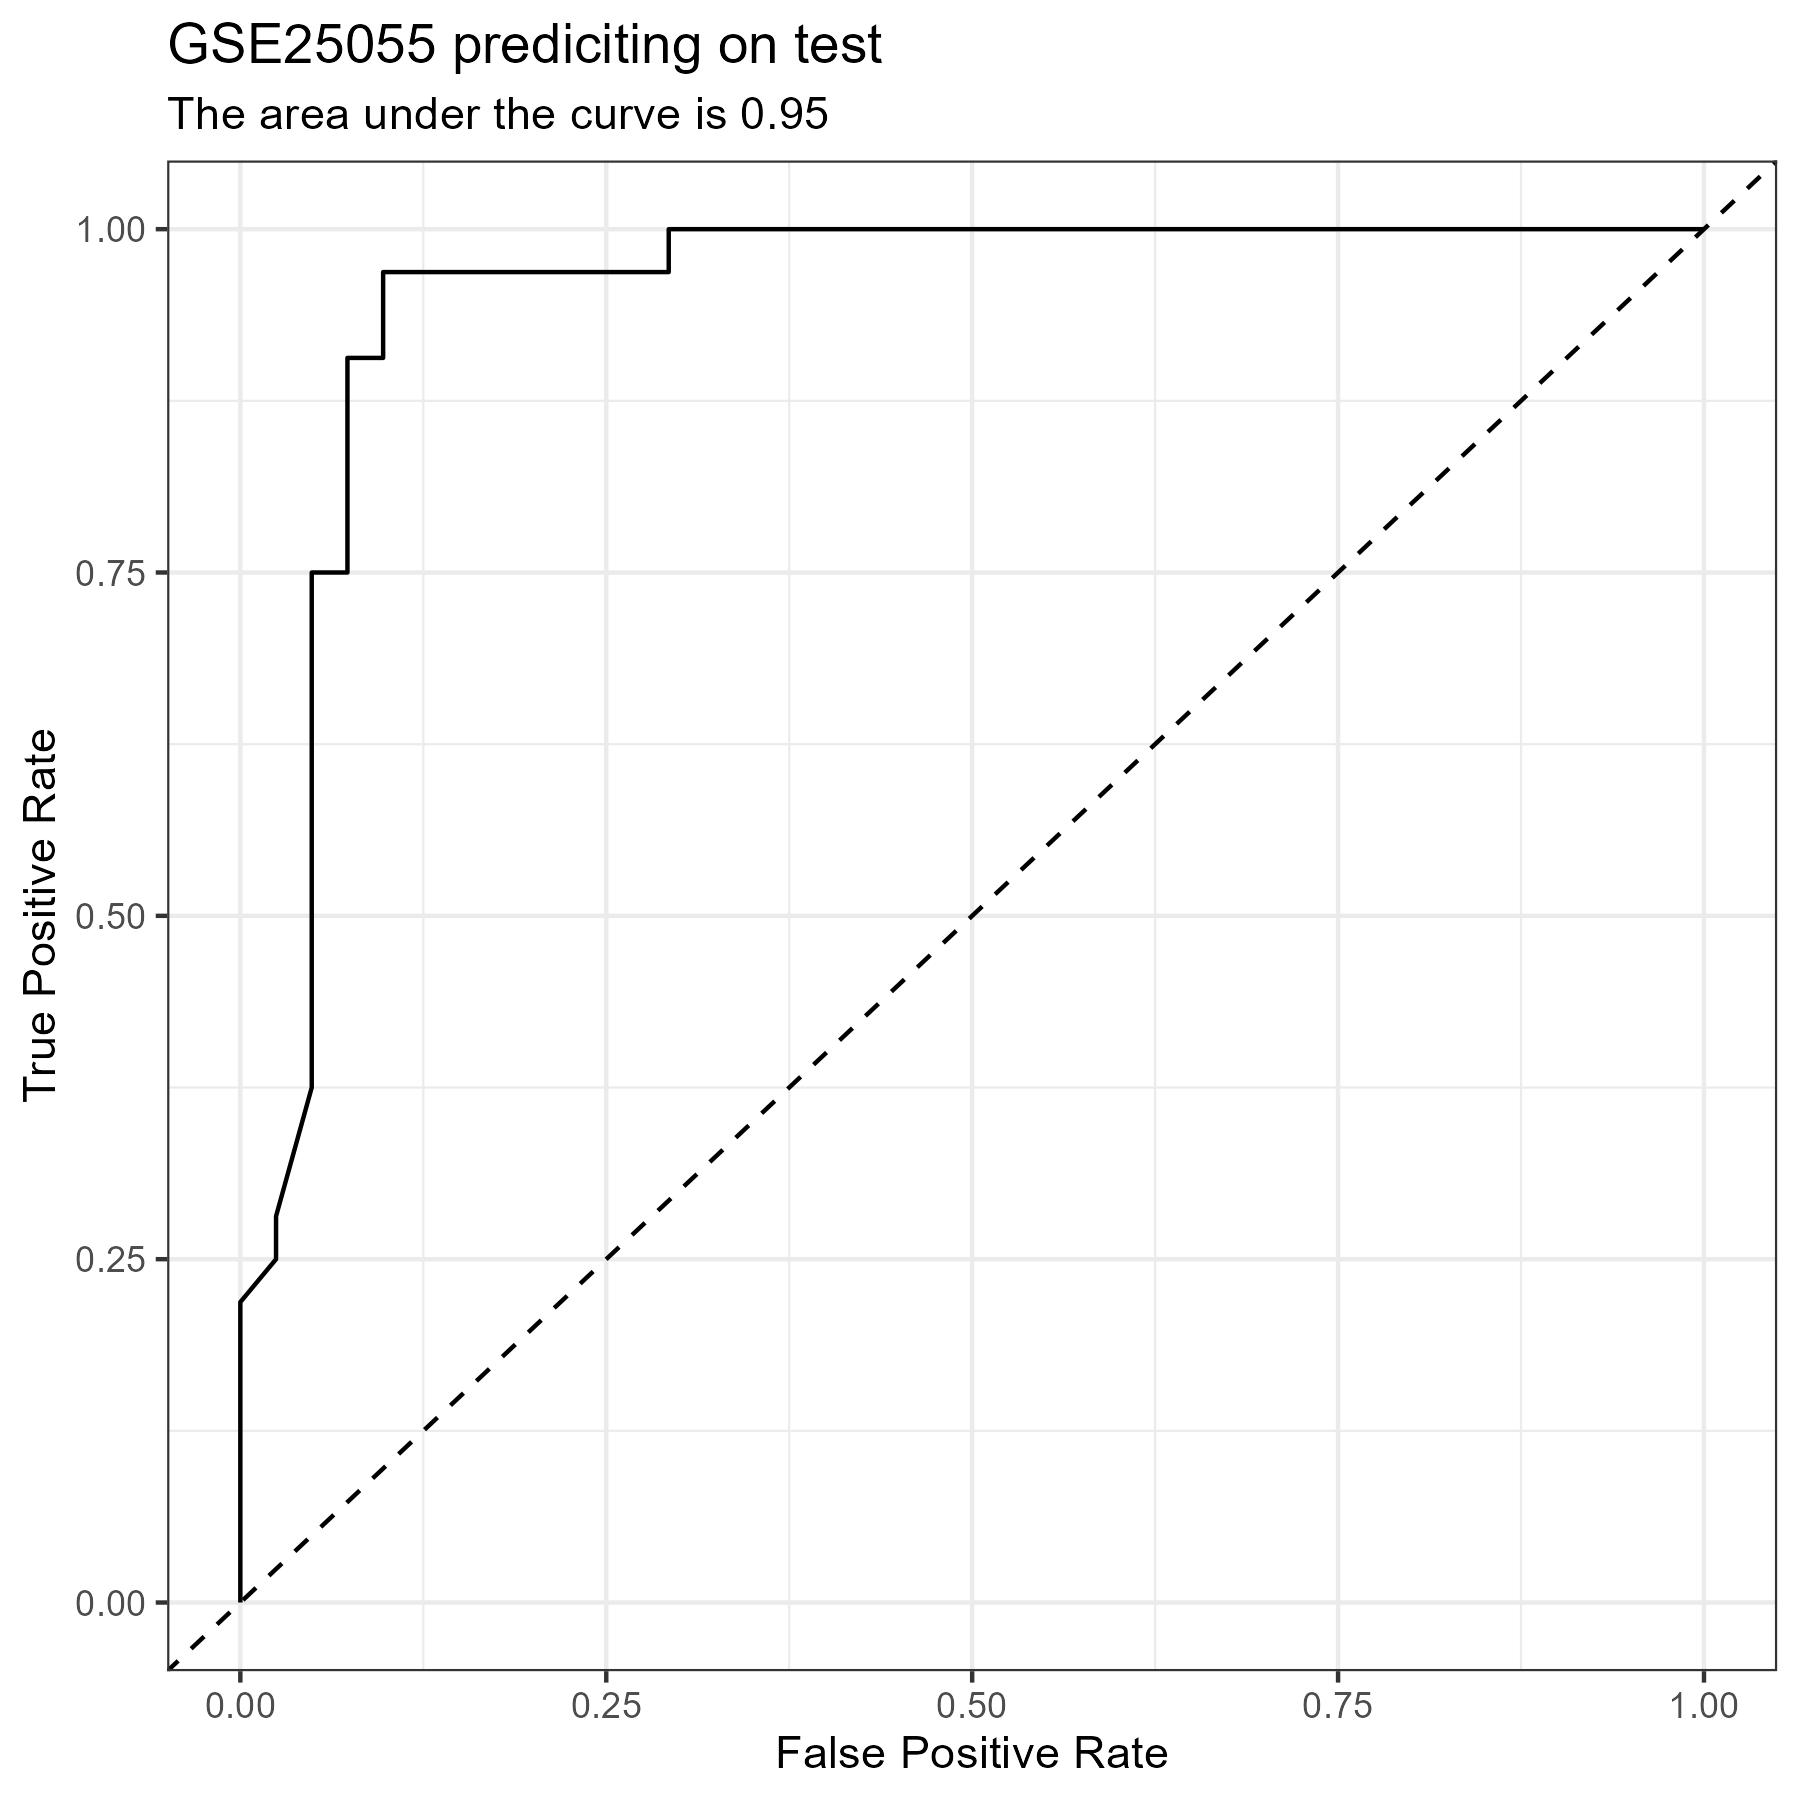 GSE25055 prediciting on test
The area under the curve is 0.95
1.00
0.75
0.50
0.25
0.00
True Positive Rate
0.00 0.25 0.50 0.75 1.00
False Positive Rate